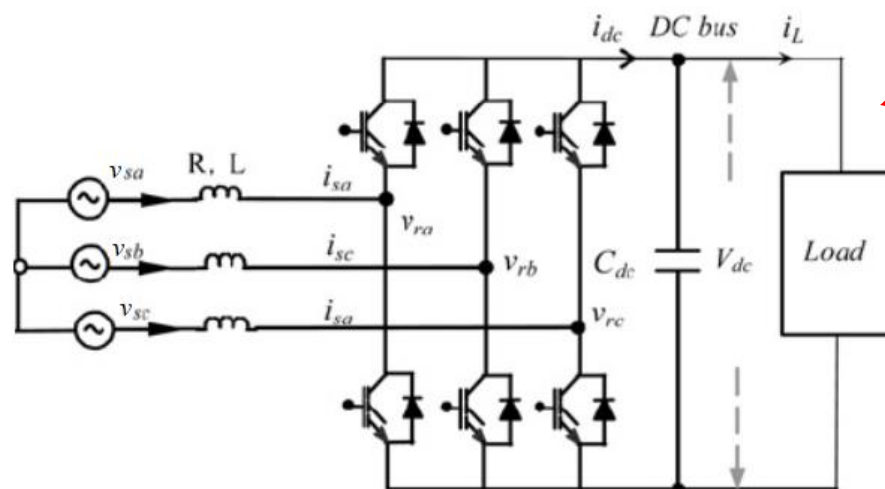 i_dc DC bus i_L
v_sa R, L i_sa
v_ra
v_sb i_sc v_rb C_dc V_dc Load
v_sc i_sa v_rc